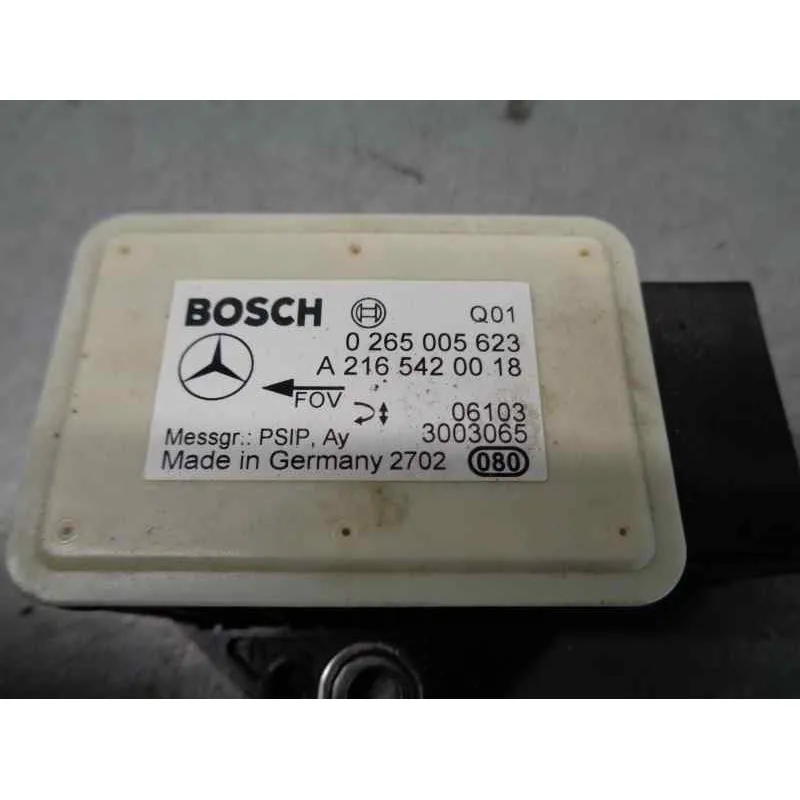 BOSCH Q01
0 265 005 623
A 216 542 00 18
FOV
06103
Messgr.: PSIP, Ay 3003065
Made in Germany 2702 080